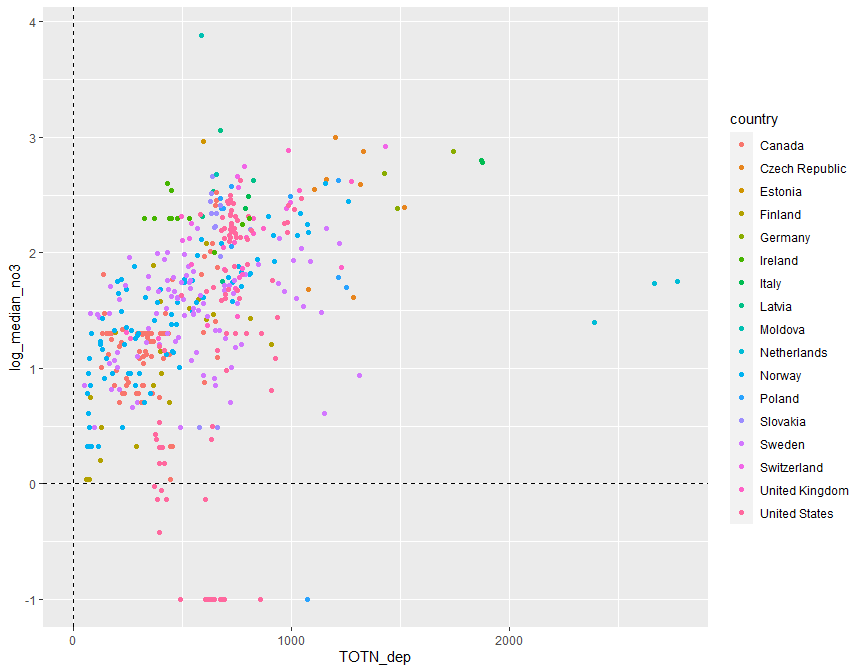 4
3
2
1
0
-1
log_median_no3
0
1000
2000
TOTN_dep
country
Canada
Czech Republic
Estonia
Finland
Germany
Ireland
Italy
Latvia
Moldova
Netherlands
Norway
Poland
Slovakia
Sweden
Switzerland
United Kingdom
United States